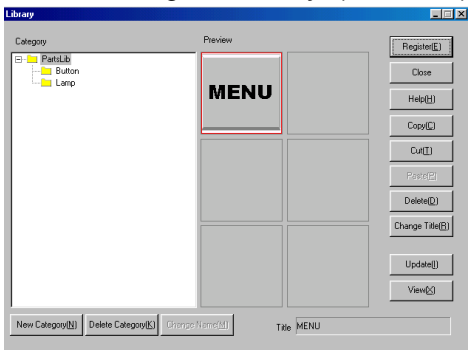 Library
Category
Preview
PartsLib
Button
Lamp
MENU
Register(E)
Close
Help(H)
Copy(C)
Cut(T)
Paste(P)
Delete(D)
Change Title(R)
Update(I)
View(X)
New Category(N)
Delete Category(K)
Change Name(M)
Title
MENU